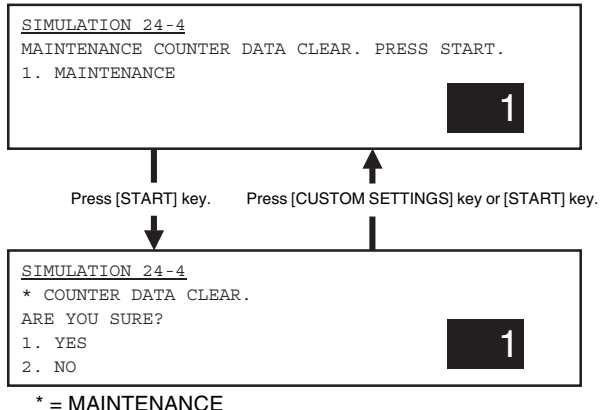 SIMULATION 24-4
MAINTENANCE COUNTER DATA CLEAR. PRESS START.
1. MAINTENANCE
1
Press [START] key.
Press [CUSTOM SETTINGS] key or [START] key.
SIMULATION 24-4
* COUNTER DATA CLEAR.
ARE YOU SURE?
1. YES
2. NO
1
* = MAINTENANCE